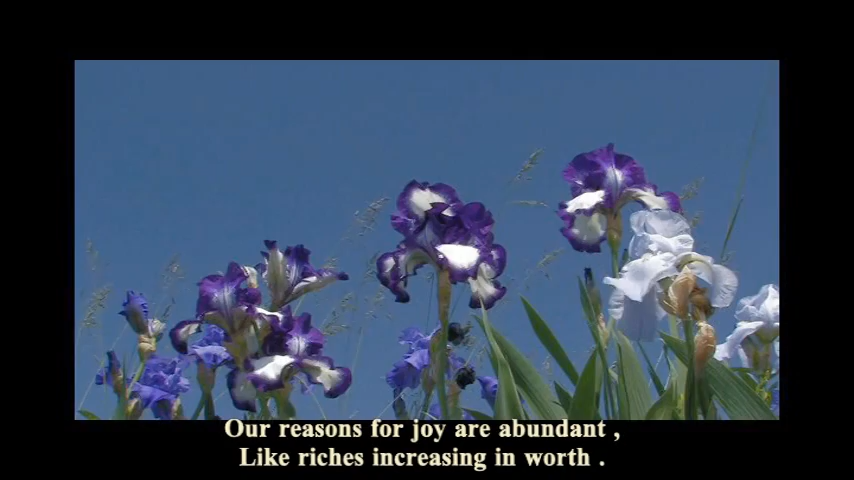 Our reasons for joy are abundant ,
Like riches increasing in worth .